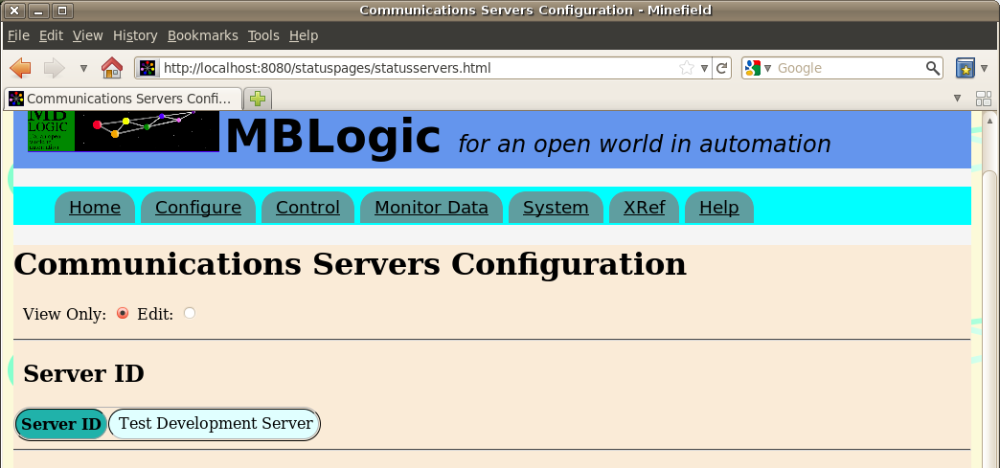 Communications Servers Configuration - Minefield
File Edit View History Bookmarks Tools Help
http://localhost:8080/statuspages/statusservers.html Google
Communications Servers Confi...
MB
LOGIC
MBLogic for an open world in automation
Home Configure Control Monitor Data System XRef Help
Communications Servers Configuration
View Only: Edit:
Server ID
Server ID Test Development Server